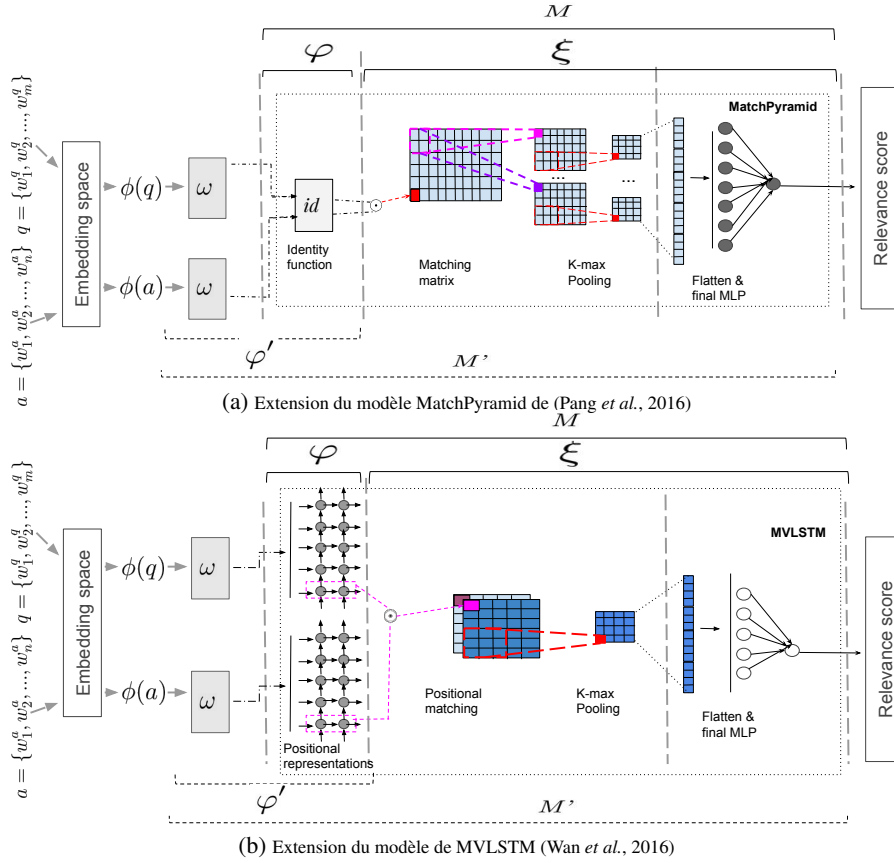 M
φ
ξ
MatchPyramid
q = {w_1^q, w_2^q, ..., w_m^q}
a = {w_1^a, w_2^a, ..., w_n^a}
Embedding space
ϕ(q)
ω
ϕ(a)
ω
id
Identity
function
Matching
matrix
...
...
K-max
Pooling
Flatten &
final MLP
Relevance score
φ'
M'
(a) Extension du modèle MatchPyramid de (Pang et al., 2016)
M
φ
ξ
MVLSTM
q = {w_1^q, w_2^q, ..., w_m^q}
a = {w_1^a, w_2^a, ..., w_n^a}
Embedding space
ϕ(q)
ω
ϕ(a)
ω
Positional
representations
Positional
matching
K-max
Pooling
Flatten &
final MLP
Relevance score
φ'
M'
(b) Extension du modèle de MVLSTM (Wan et al., 2016)